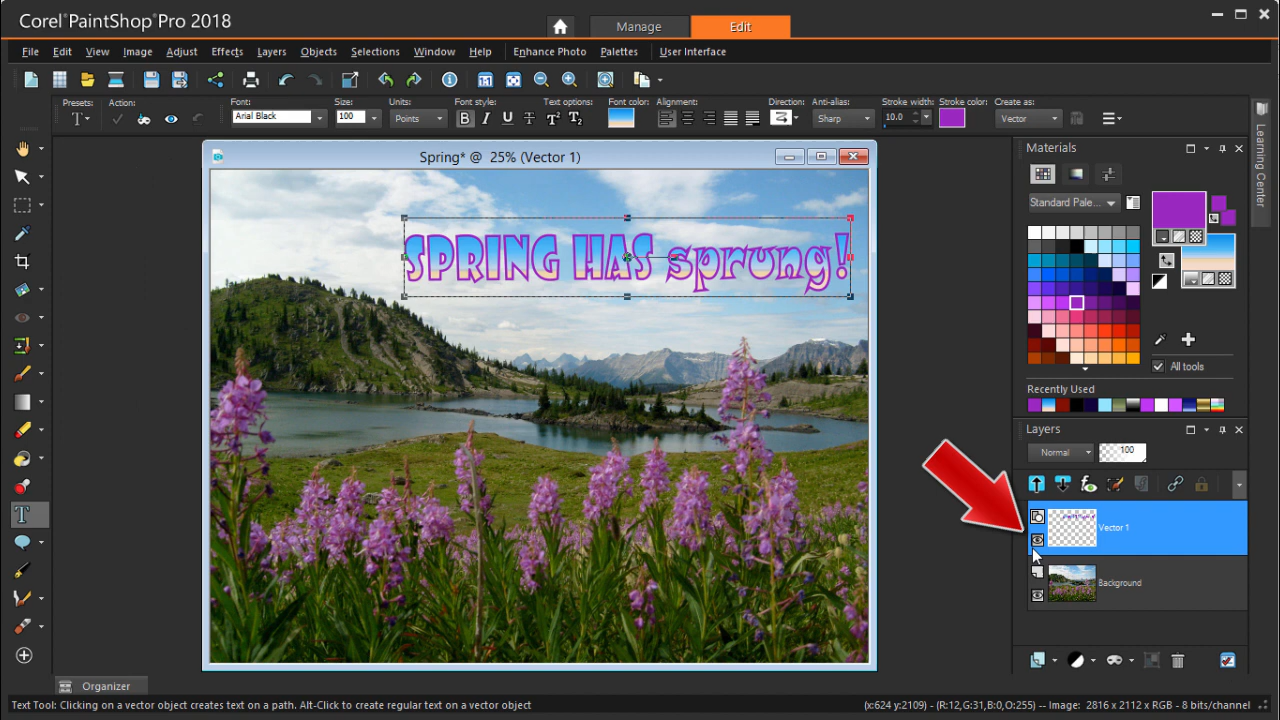 Corel®PaintShop®Pro 2018
Manage
Edit
File Edit View Image Adjust Effects Layers Objects Selections Window Help Enhance Photo Palettes User Interface
Presets: Action: Font: Size: Units: Font style: Text options: Font color: Alignment: Direction: Anti-alias: Stroke width: Stroke color: Create as:
Arial Black 100 Points B I U T Sharp 10.0 Vector
Spring* @ 25% (Vector 1)
SPRING HAS sprung!
Materials
Standard Pale...
All tools
Recently Used
Layers
Normal 100
Vector 1
Background
Learning Center
Organizer
Text Tool: Clicking on a vector object creates text on a path. Alt-Click to create regular text on a vector object
(x:624 y:2109) -- (R:12,G:31,B:0,O:255) -- Image: 2816 x 2112 x RGB - 8 bits/channel